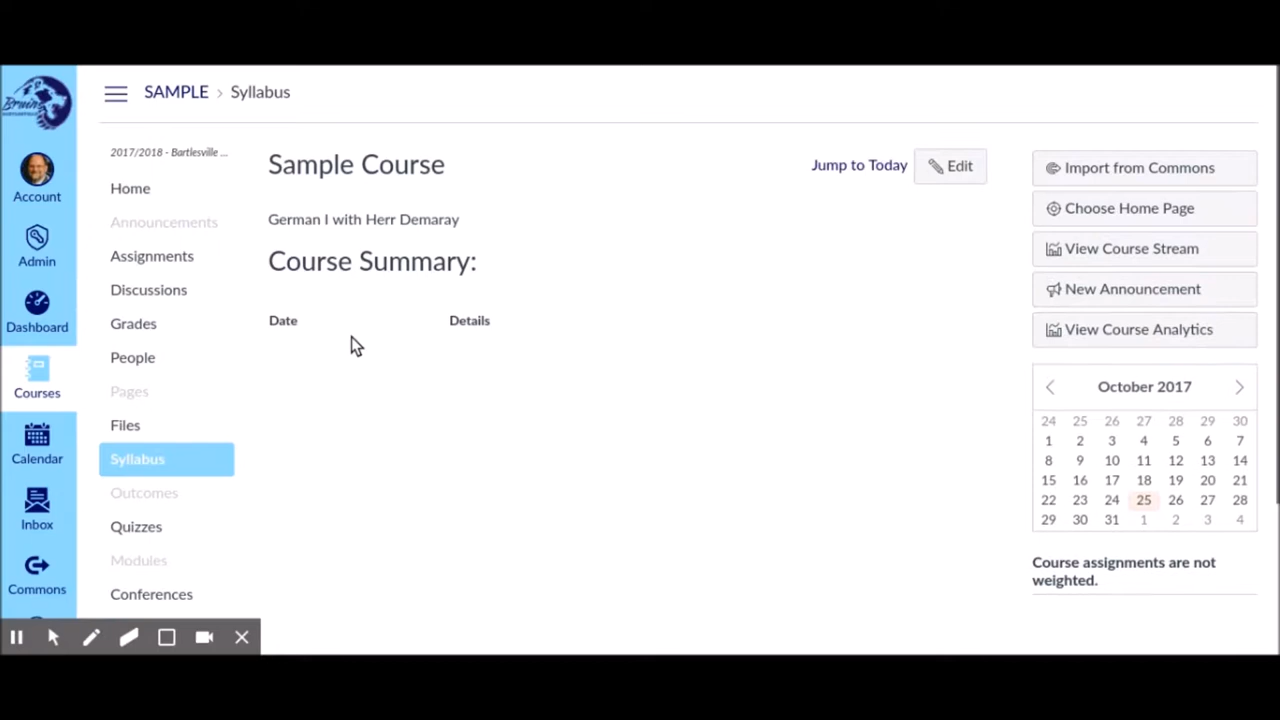 Bruins
Account
Admin
Dashboard
Courses
Calendar
Inbox
Commons
SAMPLE › Syllabus
2017/2018 - Bartlesville ...
Home
Announcements
Assignments
Discussions
Grades
People
Pages
Files
Syllabus
Outcomes
Quizzes
Modules
Conferences
Sample Course
Jump to Today
Edit
German I with Herr Demaray
Course Summary:
Date Details
Import from Commons
Choose Home Page
View Course Stream
New Announcement
View Course Analytics
October 2017
24 25 26 27 28 29 30
1 2 3 4 5 6 7
8 9 10 11 12 13 14
15 16 17 18 19 20 21
22 23 24 25 26 27 28
29 30 31 1 2 3 4
Course assignments are not
weighted.